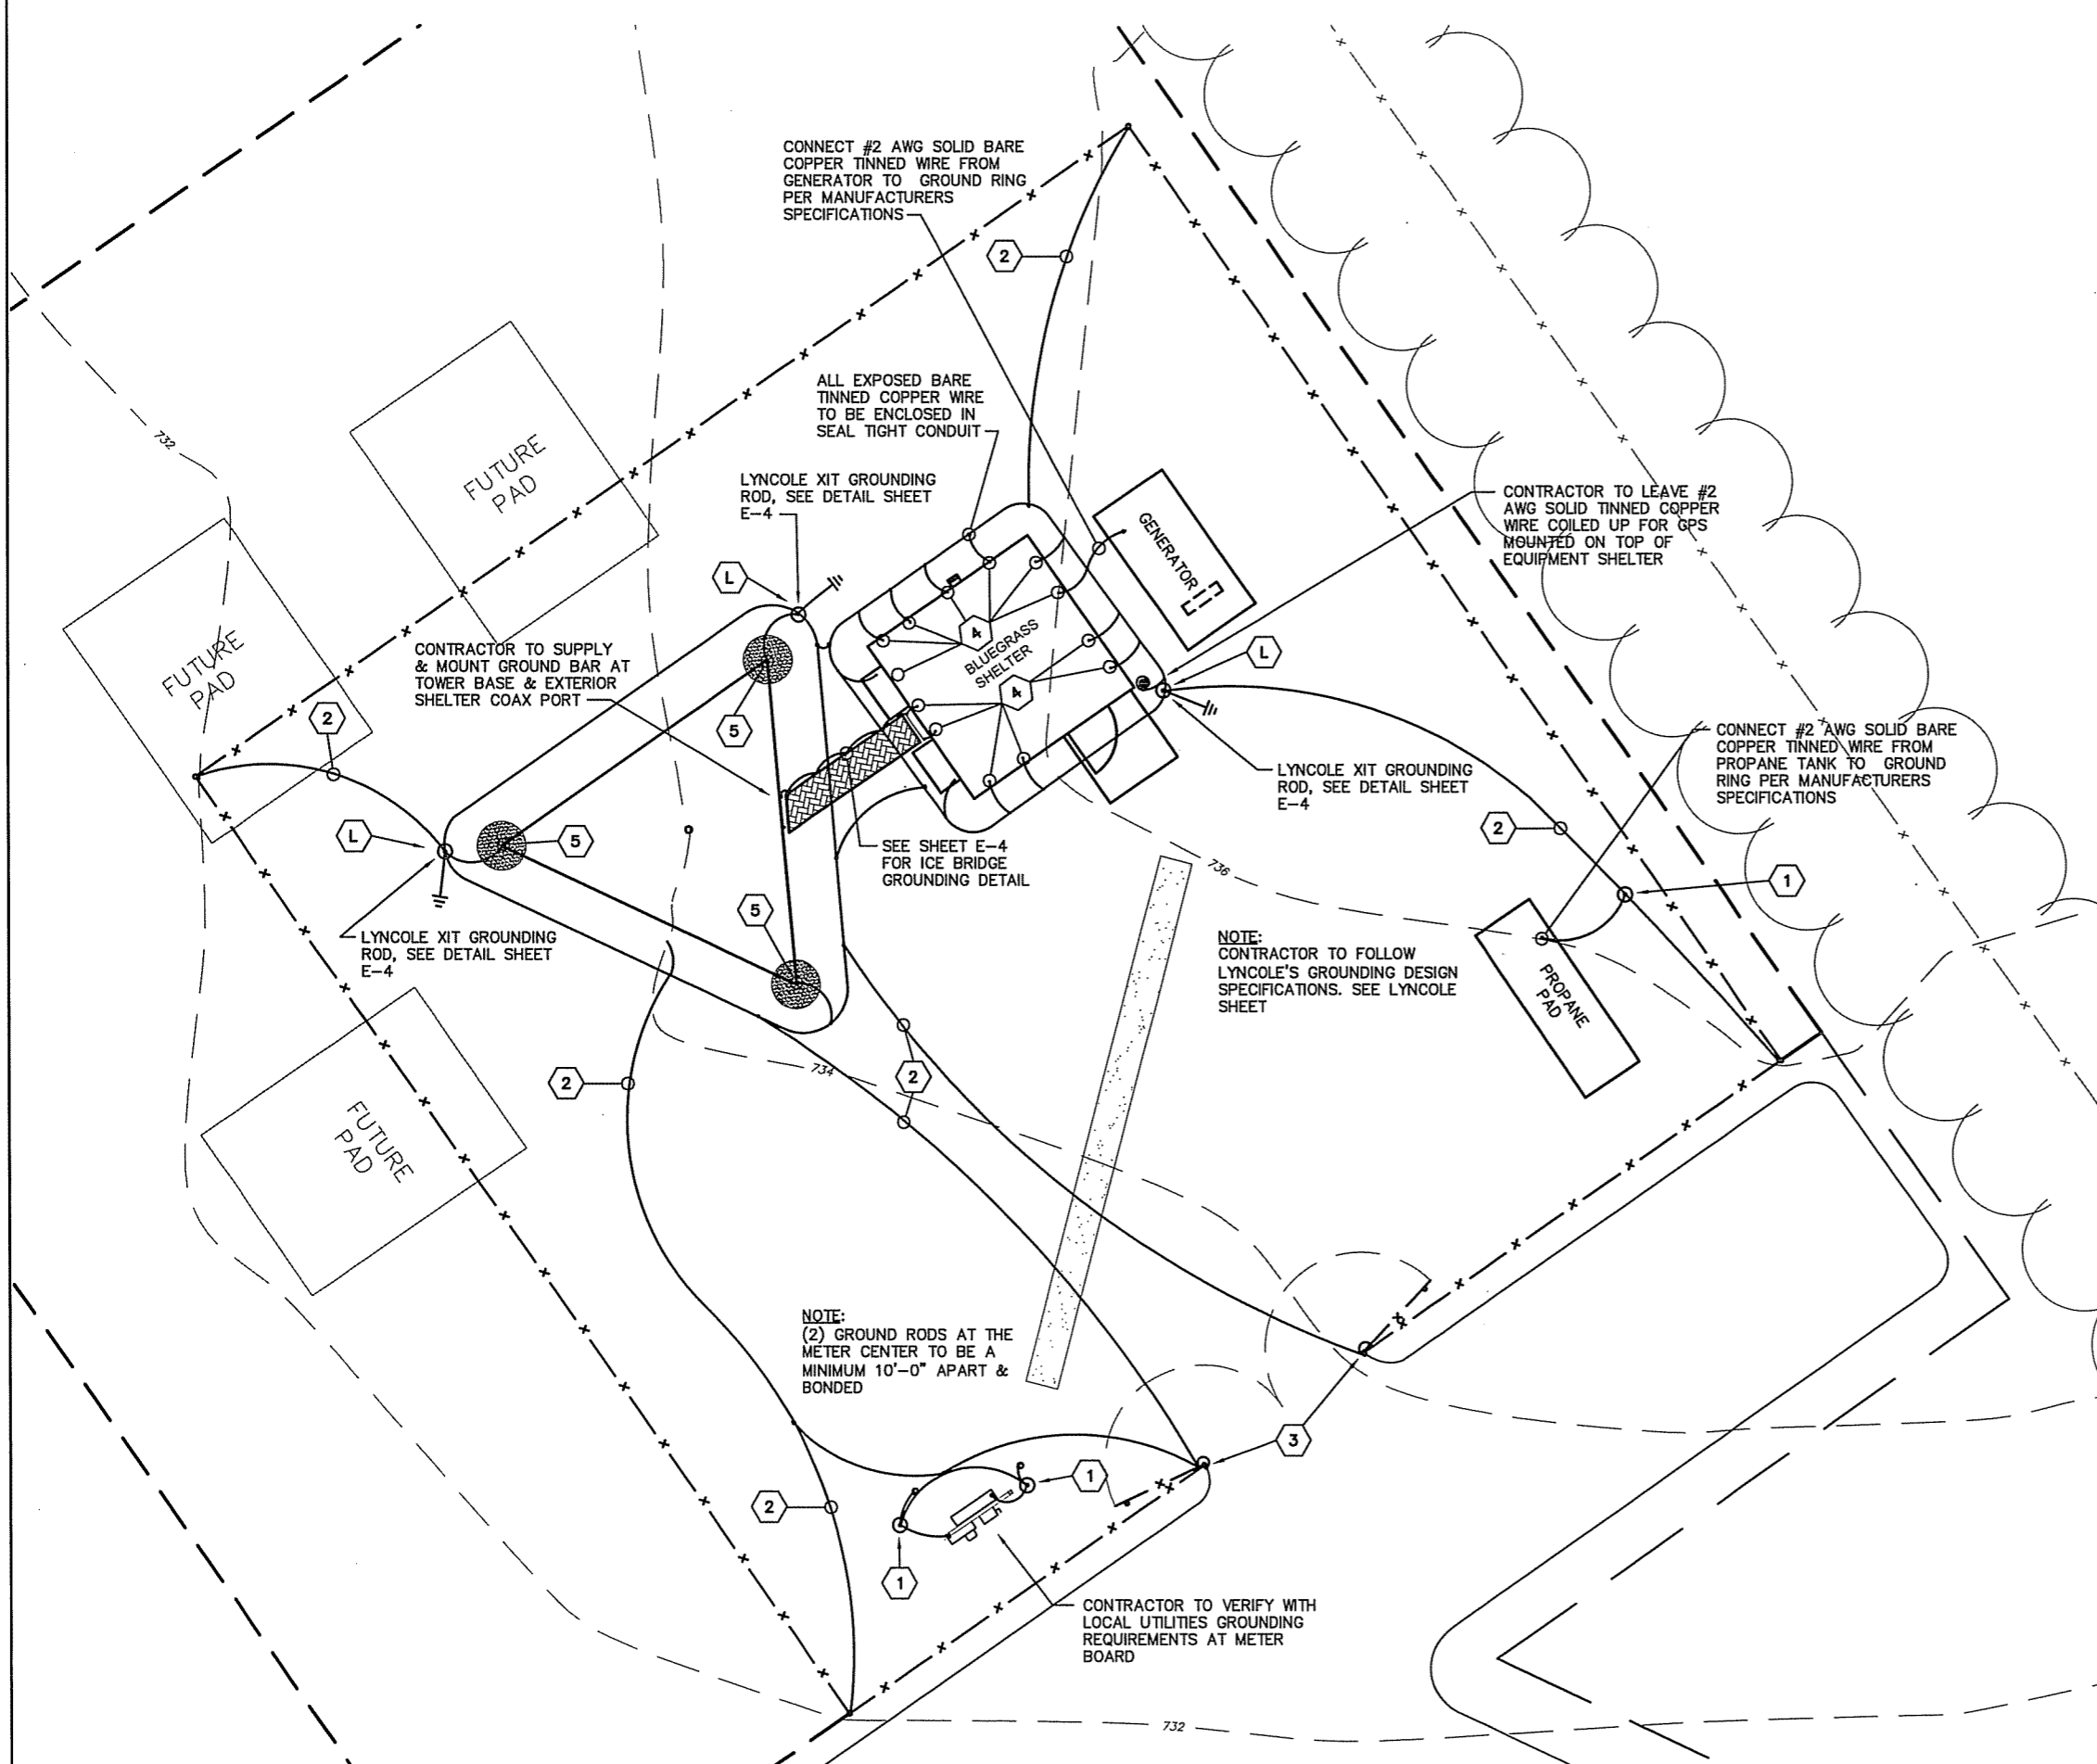 CONNECT #2 AWG SOLID BARE
COPPER TINNED WIRE FROM
GENERATOR TO GROUND RING
PER MANUFACTURERS
SPECIFICATIONS
2
ALL EXPOSED BARE
TINNED COPPER WIRE
TO BE ENCLOSED IN
SEAL TIGHT CONDUIT
732
FUTURE
PAD
LYNCOLE XIT GROUNDING
ROD, SEE DETAIL SHEET
E-4
CONTRACTOR TO LEAVE #2
AWG SOLID TINNED COPPER
WIRE COILED UP FOR GPS
MOUNTED ON TOP OF
EQUIPMENT SHELTER
GENERATOR
L
4
BLUEGRASS
SHELTER
4
L
FUTURE
PAD
CONTRACTOR TO SUPPLY
& MOUNT GROUND BAR AT
TOWER BASE & EXTERIOR
SHELTER COAX PORT
2
5
CONNECT #2 AWG SOLID BARE
COPPER TINNED WIRE FROM
PROPANE TANK TO GROUND
RING PER MANUFACTURERS
SPECIFICATIONS
LYNCOLE XIT GROUNDING
ROD, SEE DETAIL SHEET
E-4
2
L
5
SEE SHEET E-4
FOR ICE BRIDGE
GROUNDING DETAIL
736
1
5
LYNCOLE XIT GROUNDING
ROD, SEE DETAIL SHEET
E-4
NOTE:
CONTRACTOR TO FOLLOW
LYNCOLE'S GROUNDING DESIGN
SPECIFICATIONS. SEE LYNCOLE
SHEET
PROPANE
PAD
734
2
2
FUTURE
PAD
NOTE:
(2) GROUND RODS AT THE
METER CENTER TO BE A
MINIMUM 10'-0" APART &
BONDED
3
1
2
1
CONTRACTOR TO VERIFY WITH
LOCAL UTILITIES GROUNDING
REQUIREMENTS AT METER
BOARD
732